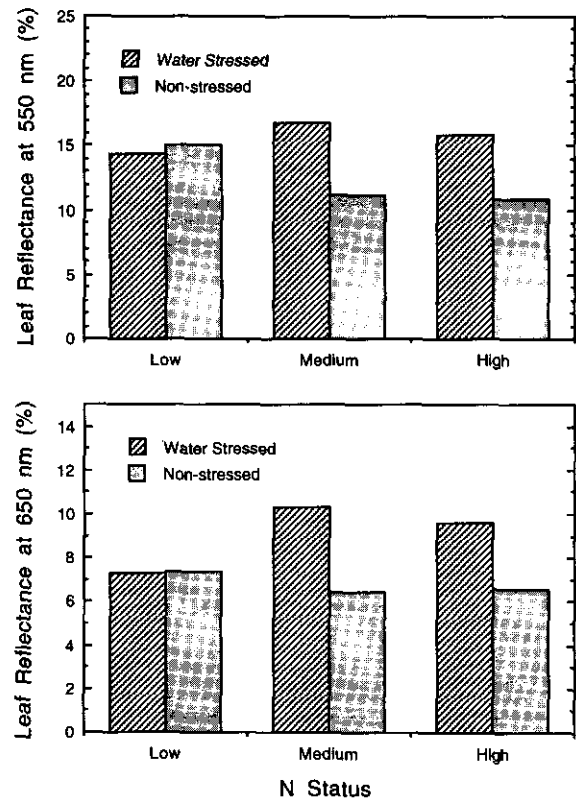 Leaf Reflectance at 550 nm (%)
25
20
15
10
5
0
Water Stressed
Non-stressed
Low Medium High
Leaf Reflectance at 650 nm (%)
14
12
10
8
6
4
2
0
Water Stressed
Non-stressed
Low Medium High
N Status